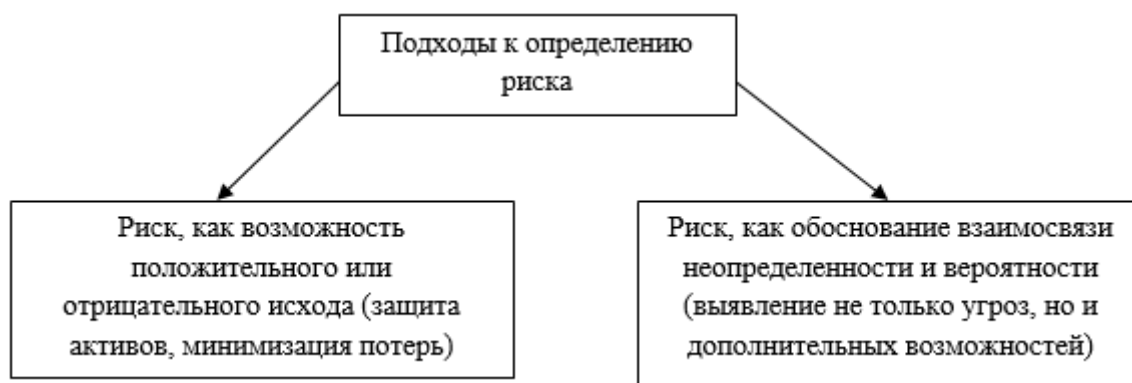 Подходы к определению
риска
Риск, как возможность
положительного или
отрицательного исхода (защита
активов, минимизация потерь)
Риск, как обоснование взаимосвязи
неопределенности и вероятности
(выявление не только угроз, но и
дополнительных возможностей)